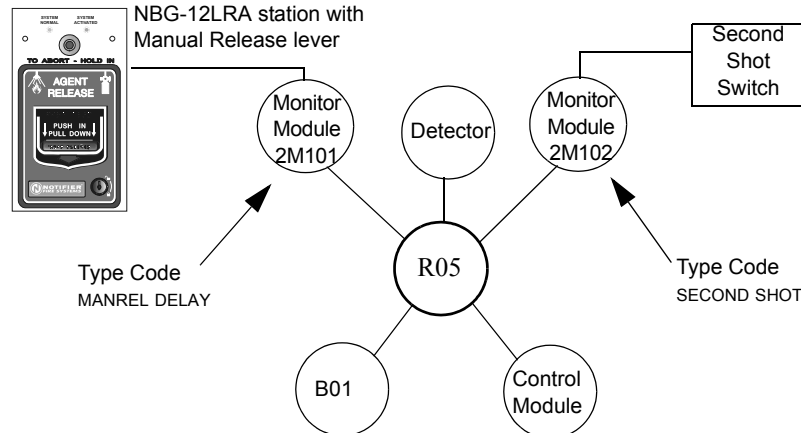 NBG-12LRA station with
Manual Release lever
SYSTEM
NORMAL
SYSTEM
ACTIVATED
TO ABORT - HOLD IN
AGENT
RELEASE
PUSH IN
PULL DOWN
NOTIFIER
FIRE SYSTEMS
Monitor
Module
2M101
Detector
Monitor
Module
2M102
Second
Shot
Switch
R05
Type Code
MANREL DELAY
Type Code
SECOND SHOT
B01
Control
Module